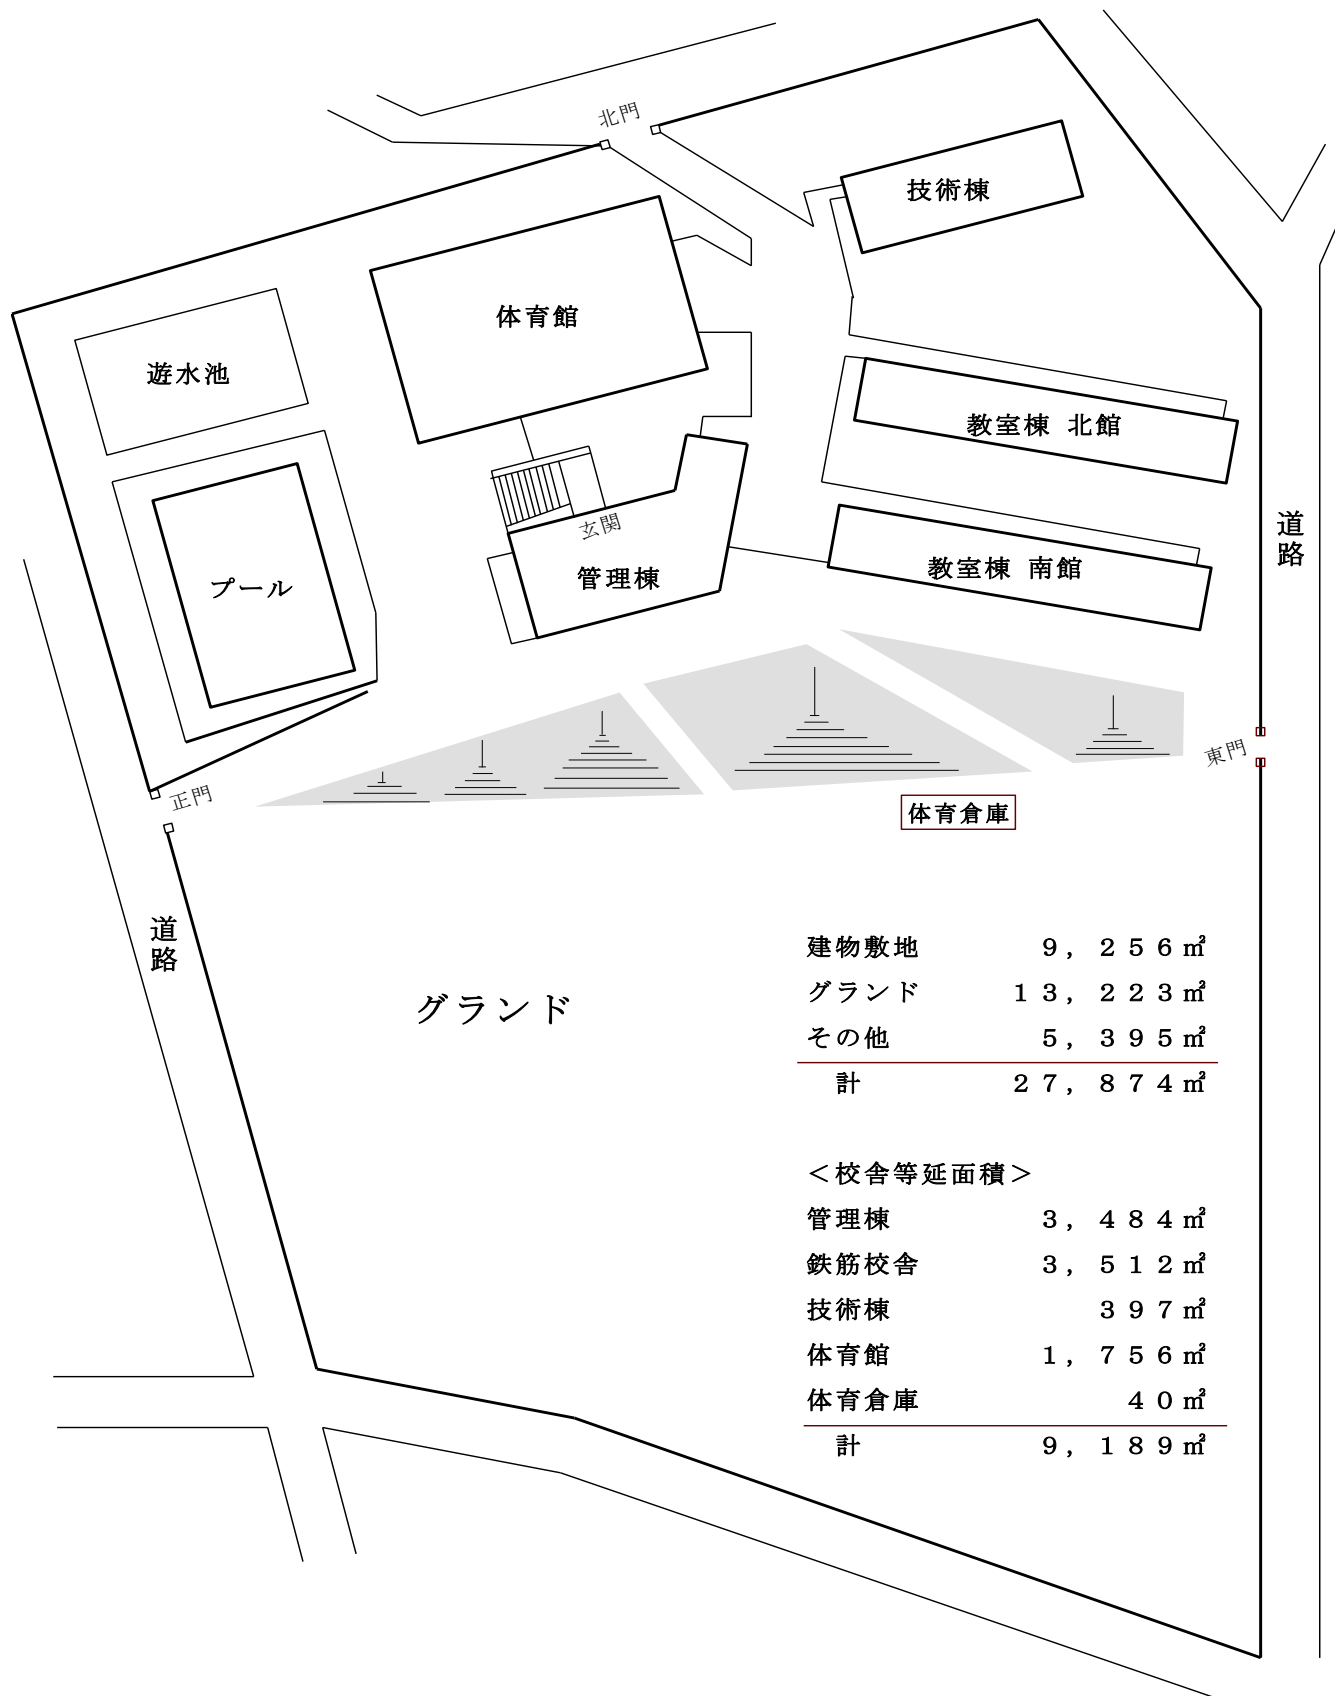 北門
技術棟
体育館
遊水池
教室棟 北館
道路
玄関
教室棟 南館
管理棟
プール
東門
正門
体育倉庫
道路
グランド
建物敷地 ９，２５６㎡
グランド １３，２２３㎡
その他 ５，３９５㎡
計 ２７，８７４㎡
＜校舎等延面積＞
管理棟 ３，４８４㎡
鉄筋校舎 ３，５１２㎡
技術棟 ３９７㎡
体育館 １，７５６㎡
体育倉庫 ４０㎡
計 ９，１８９㎡